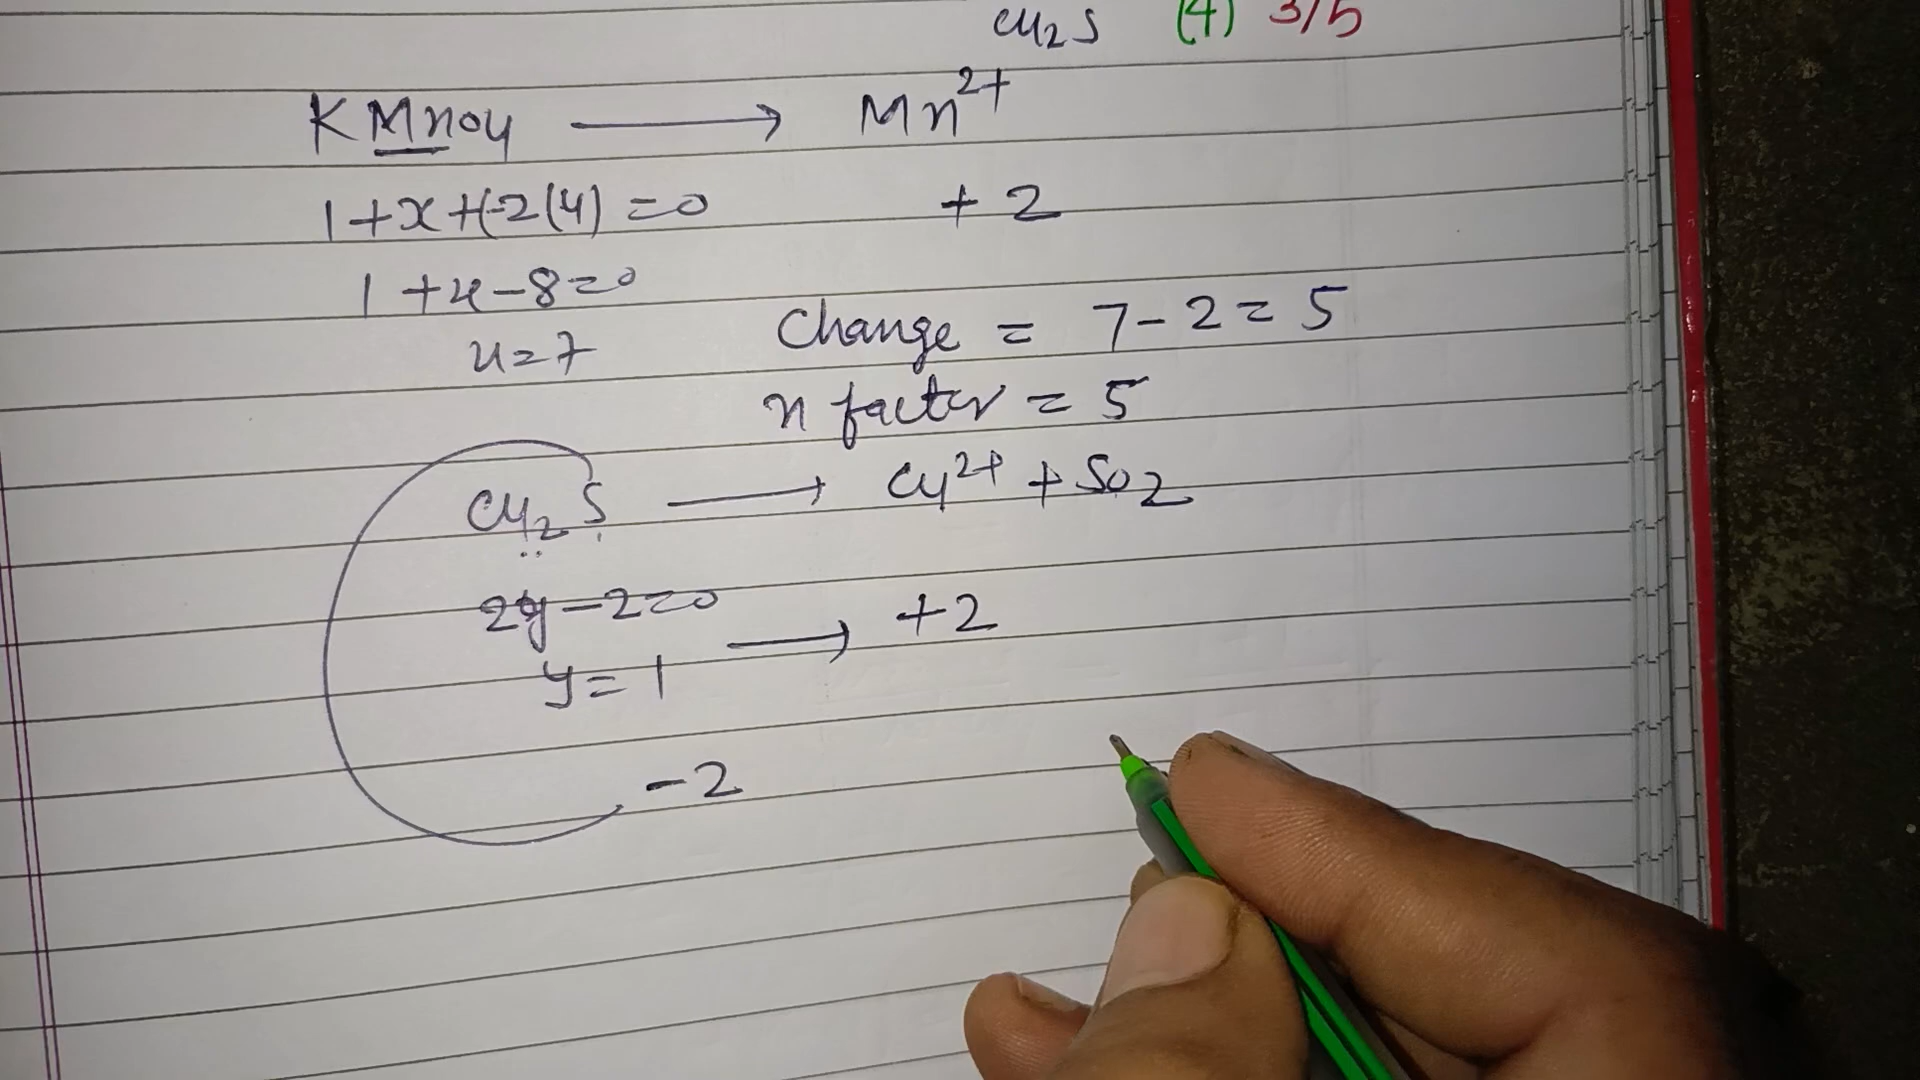 Cu₂S (4) 3/5
KMnO4 ⟶ Mn²⁺
1+x+(-2(4)=0 +2
1+x-8=0
Change = 7-2=5
x=7
n factor = 5
Cu₂S ⟶ Cu²⁺ + SO₂
2y-2=0 ⟶ +2
y=1
-2